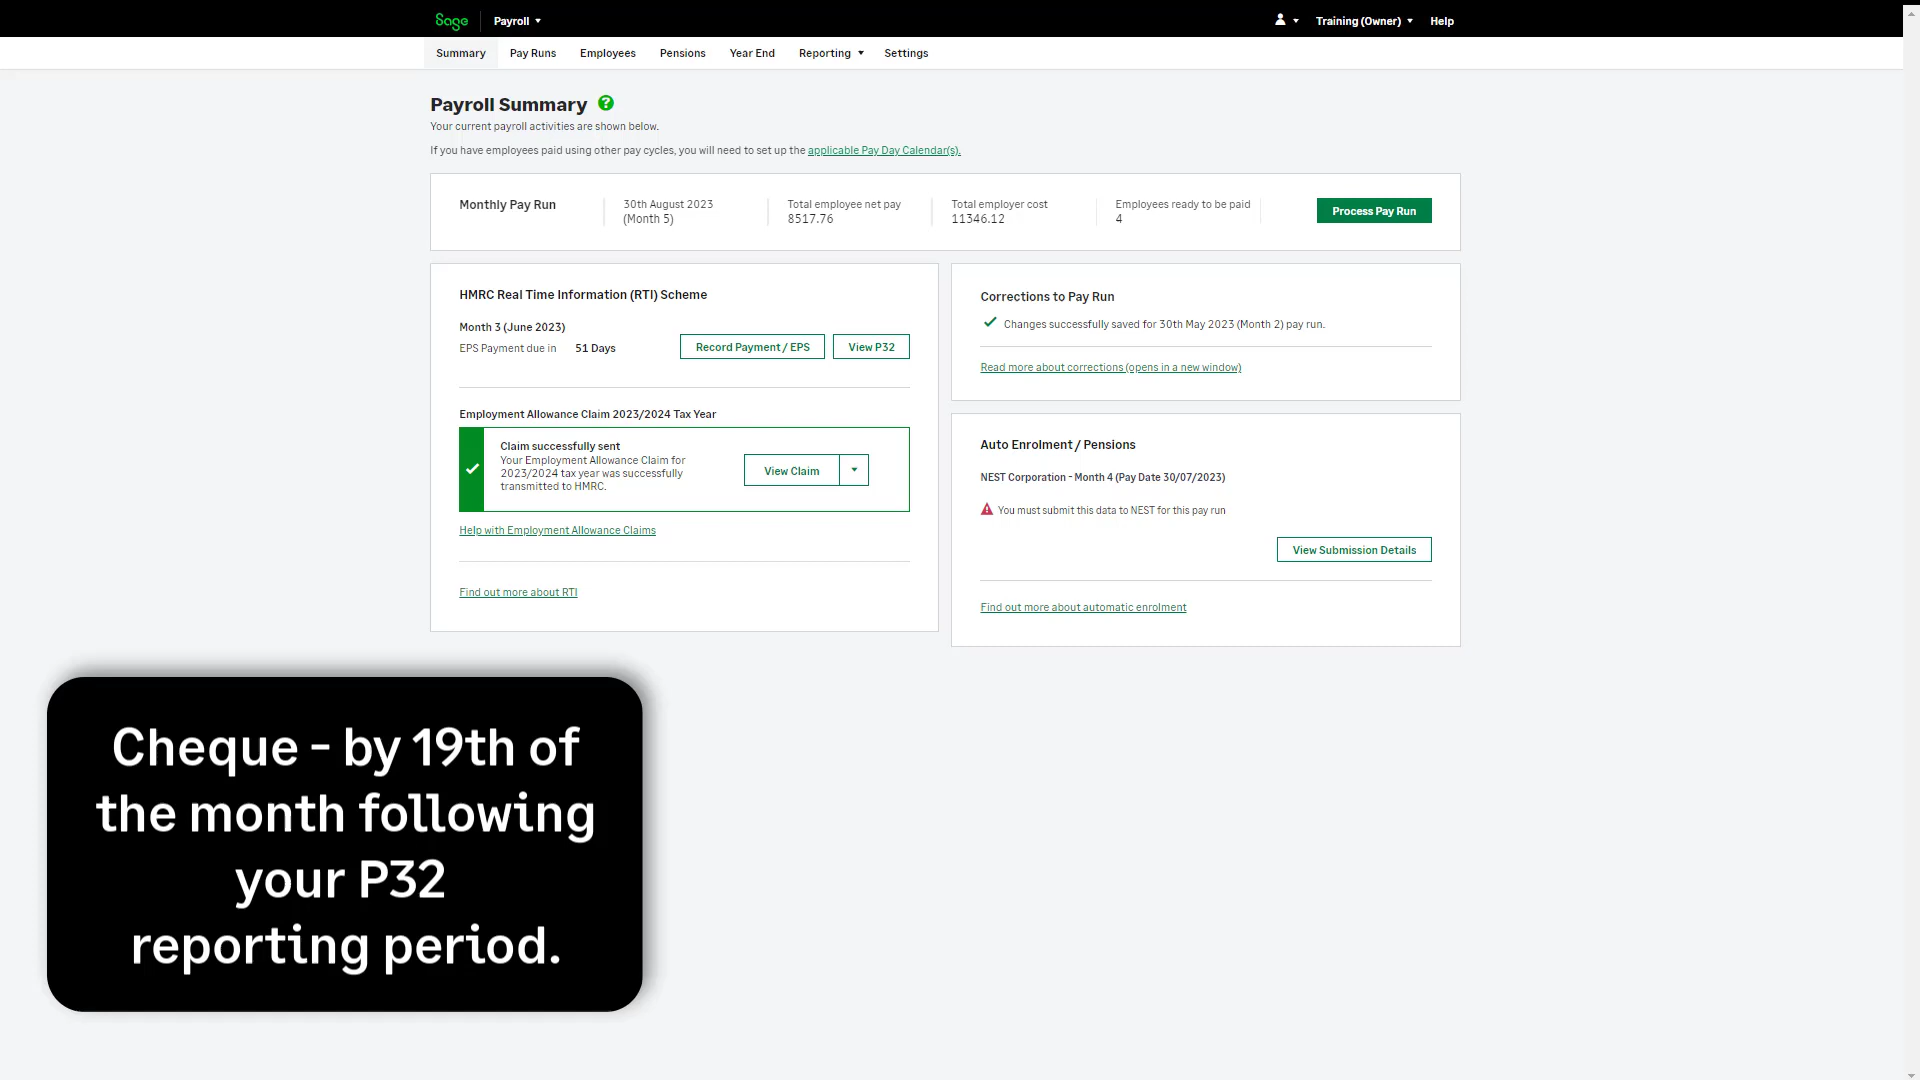 Sage
Payroll
Training (Owner)
Help
Summary
Pay Runs
Employees
Pensions
Year End
Reporting
Settings
Payroll Summary ?
Your current payroll activities are shown below.
If you have employees paid using other pay cycles, you will need to set up the applicable Pay Day Calendar(s).
Monthly Pay Run
30th August 2023
(Month 5)
Total employee net pay
8517.76
Total employer cost
11346.12
Employees ready to be paid
4
Process Pay Run
HMRC Real Time Information (RTI) Scheme
Month 3 (June 2023)
EPS Payment due in 51 Days
Record Payment / EPS
View P32
Employment Allowance Claim 2023/2024 Tax Year
Claim successfully sent
Your Employment Allowance Claim for
2023/2024 tax year was successfully
transmitted to HMRC.
View Claim
Help with Employment Allowance Claims
Find out more about RTI
Corrections to Pay Run
Changes successfully saved for 30th May 2023 (Month 2) pay run.
Read more about corrections (opens in a new window)
Auto Enrolment / Pensions
NEST Corporation - Month 4 (Pay Date 30/07/2023)
You must submit this data to NEST for this pay run
View Submission Details
Find out more about automatic enrolment
Cheque - by 19th of
the month following
your P32
reporting period.